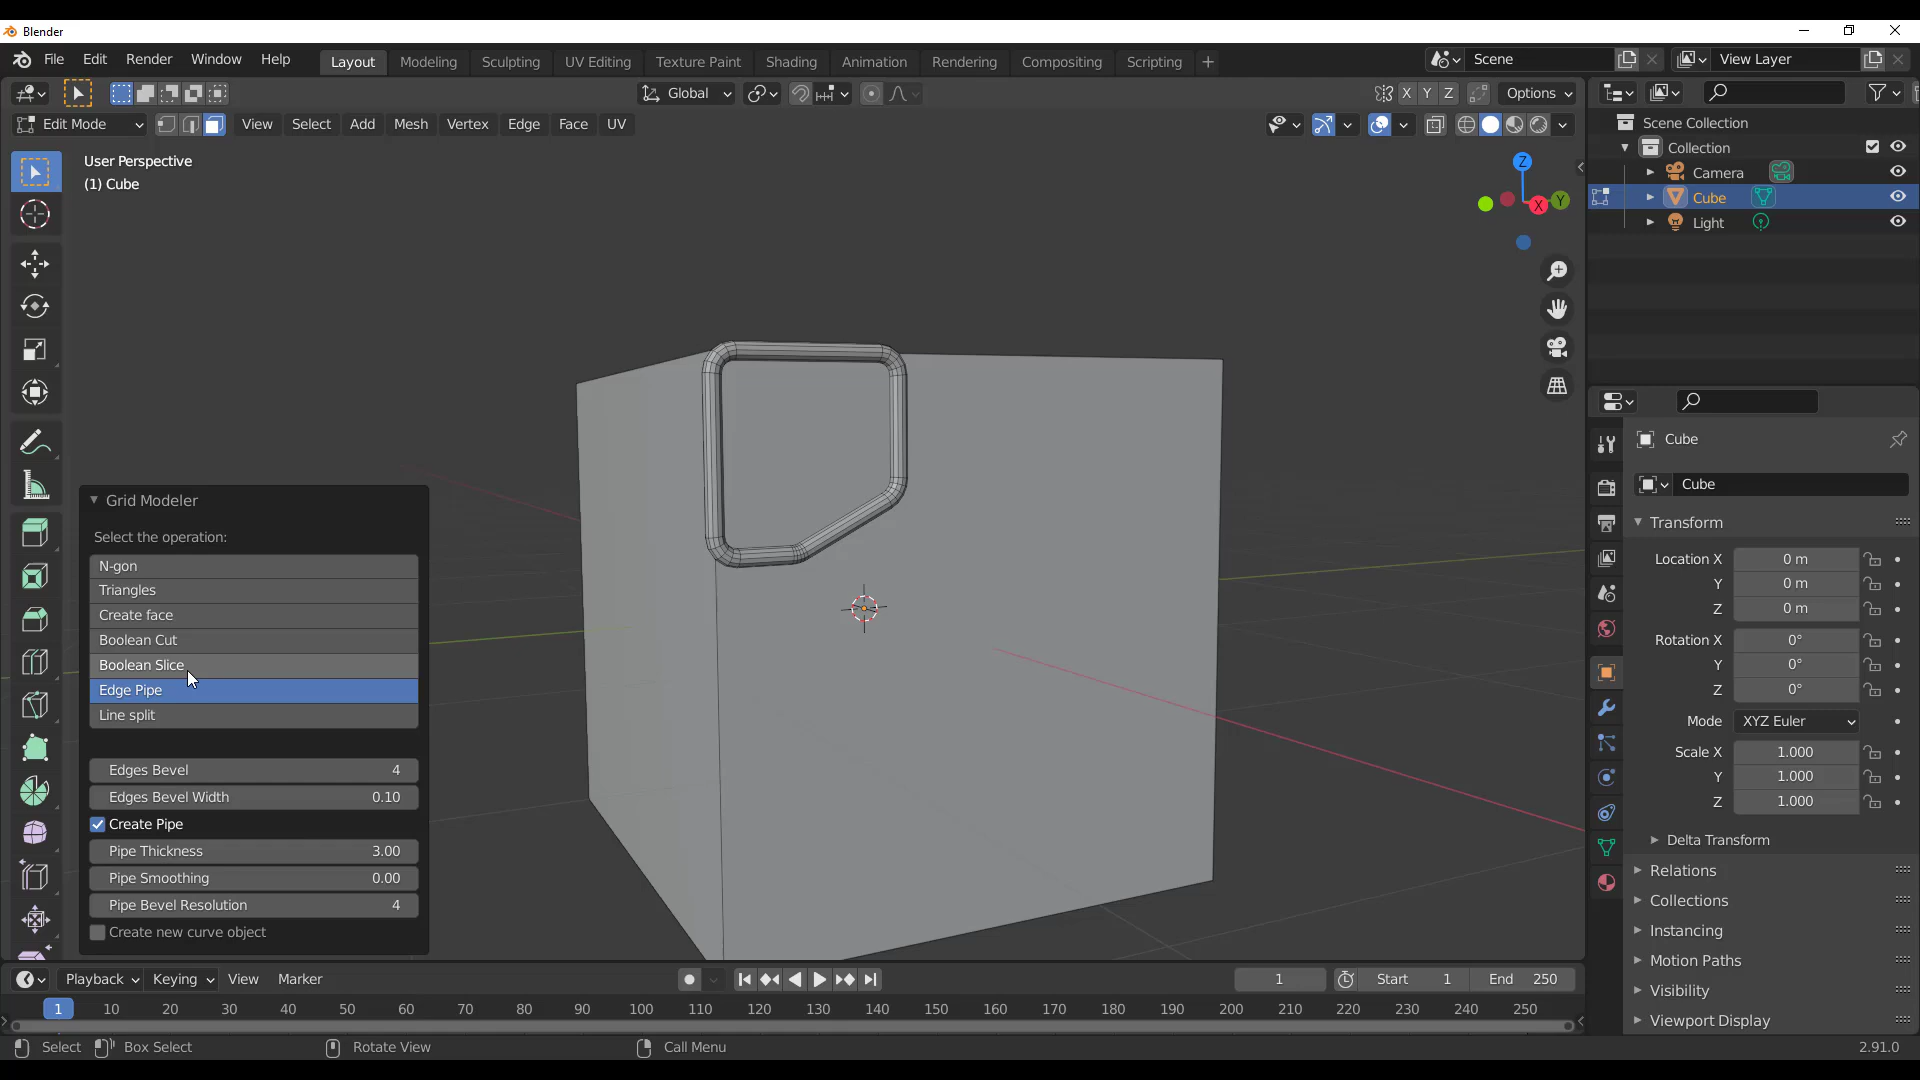 Blender
File Edit Render Window Help Layout Modeling Sculpting UV Editing Texture Paint Shading Animation Rendering Compositing Scripting + Scene View Layer
Global X Y Z Options
Edit Mode View Select Add Mesh Vertex Edge Face UV
User Perspective
(1) Cube
Z
X
Y
Scene Collection
Collection
Camera
Cube
Light
Grid Modeler
Select the operation:
N-gon
Triangles
Create face
Boolean Cut
Boolean Slice
Edge Pipe
Line split
Edges Bevel 4
Edges Bevel Width 0.10
Create Pipe
Pipe Thickness 3.00
Pipe Smoothing 0.00
Pipe Bevel Resolution 4
Create new curve object
Cube
Cube
Transform
Location X 0 m
Y 0 m
Z 0 m
Rotation X 0°
Y 0°
Z 0°
Mode XYZ Euler
Scale X 1.000
Y 1.000
Z 1.000
Delta Transform
Relations
Collections
Instancing
Motion Paths
Visibility
Viewport Display
Playback Keying View Marker 1 Start 1 End 250
1 10 20 30 40 50 60 70 80 90 100 110 120 130 140 150 160 170 180 190 200 210 220 230 240 250
Select Box Select Rotate View Call Menu 2.91.0